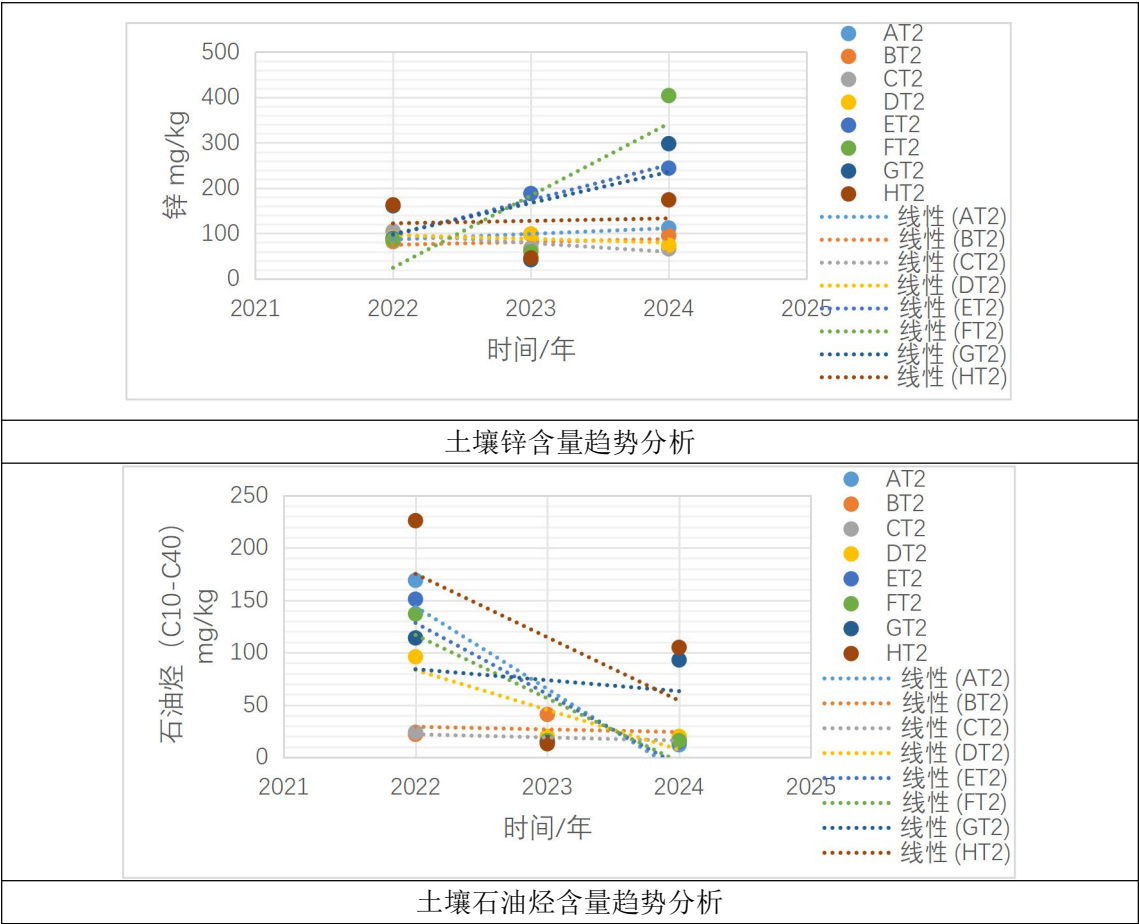 500
400
300
200
100
0
锌 mg/kg
2021
2022
2023
2024
2025
时间/年
AT2
BT2
CT2
DT2
ET2
FT2
GT2
HT2
线性 (AT2)
线性 (BT2)
线性 (CT2)
线性 (DT2)
线性 (ET2)
线性 (FT2)
线性 (GT2)
线性 (HT2)
土壤锌含量趋势分析
250
200
150
100
50
0
石油烃（C10-C40）
mg/kg
2021
2022
2023
2024
2025
时间/年
AT2
BT2
CT2
DT2
ET2
FT2
GT2
HT2
线性 (AT2)
线性 (BT2)
线性 (CT2)
线性 (DT2)
线性 (ET2)
线性 (FT2)
线性 (GT2)
线性 (HT2)
土壤石油烃含量趋势分析